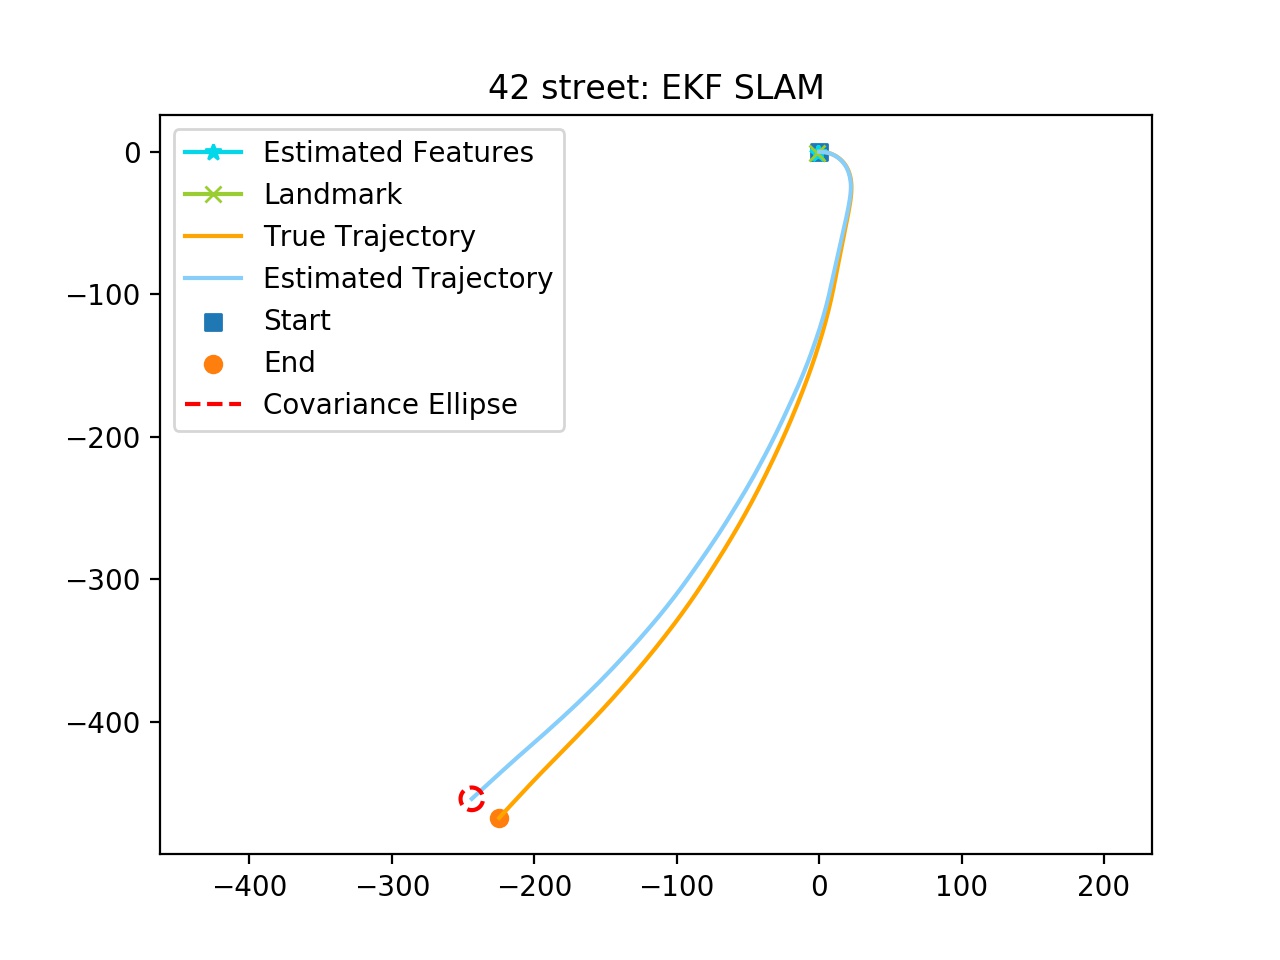 42 street: EKF SLAM
Estimated Features
Landmark
True Trajectory
Estimated Trajectory
Start
End
Covariance Ellipse
0
−100
−200
−300
−400
−400 −300 −200 −100 0 100 200